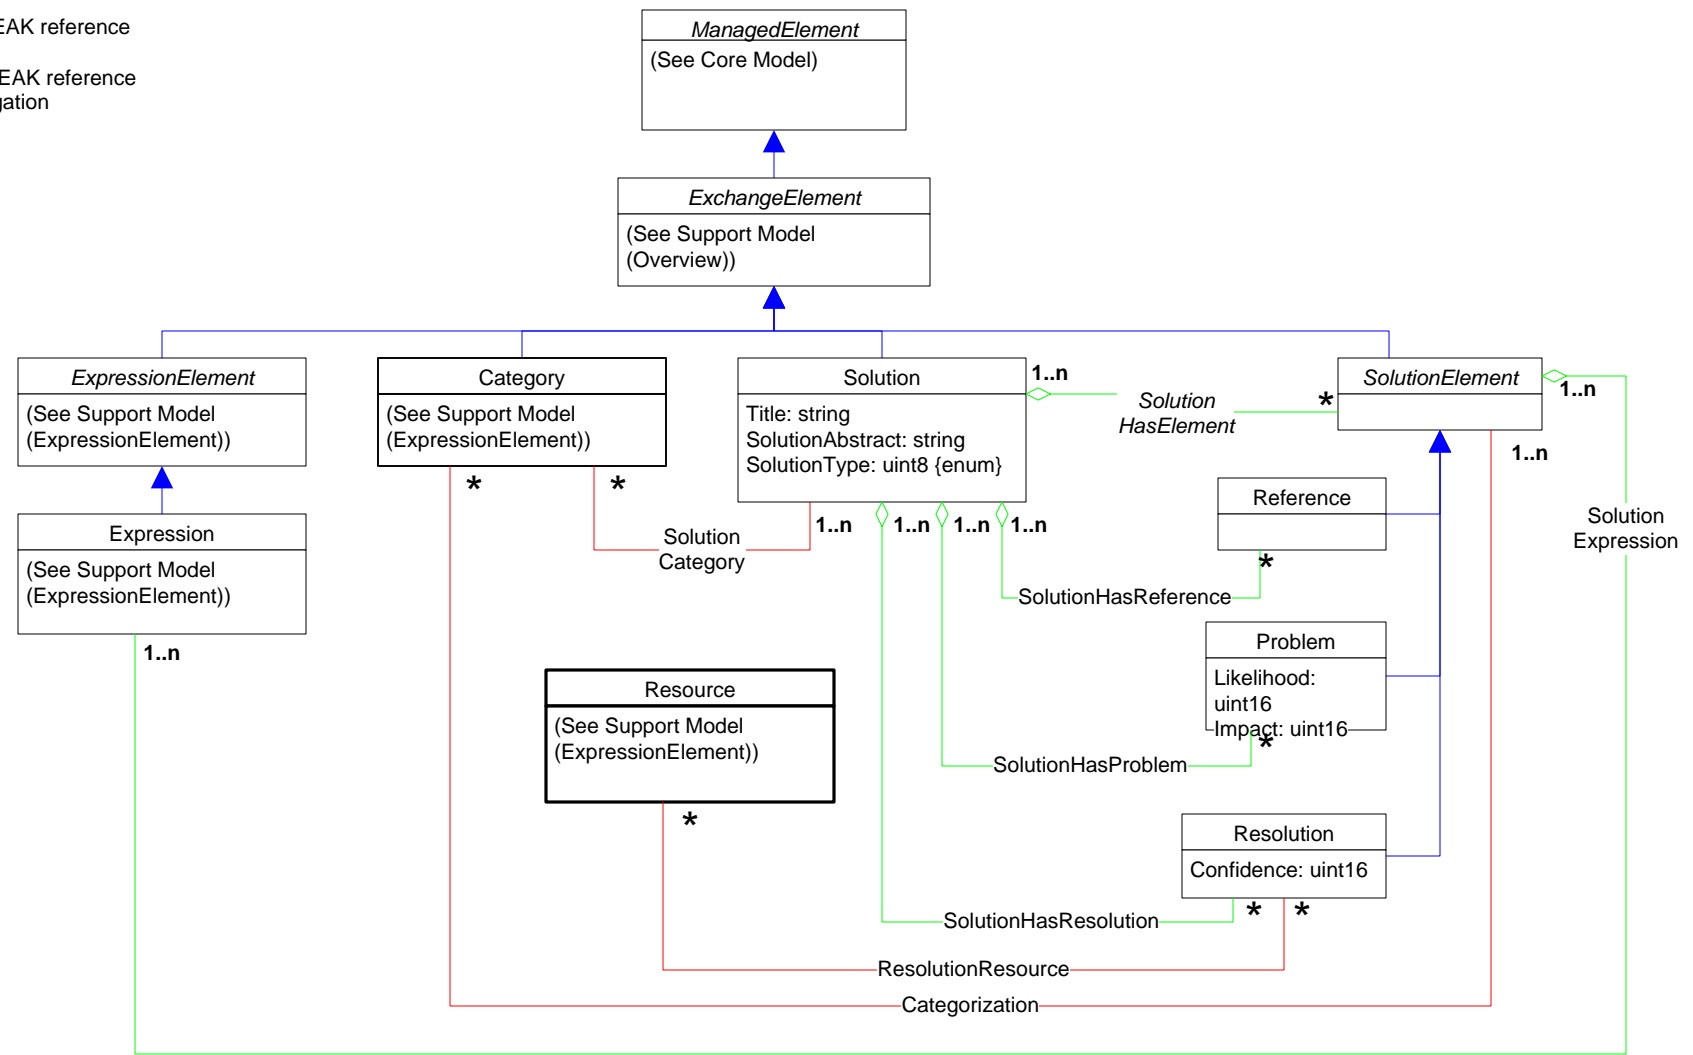 EAK reference
EAK reference
gation
ManagedElement
(See Core Model)
ExchangeElement
(See Support Model
(Overview))
ExpressionElement
(See Support Model
(ExpressionElement))
Category
(See Support Model
(ExpressionElement))
Solution
Title: string
SolutionAbstract: string
SolutionType: uint8 {enum}
1..n
Solution
HasElement
*
SolutionElement
1..n
1..n
*
*
Solution
Category
1..n
1..n
1..n
1..n
Reference
*
SolutionHasReference
Solution
Expression
Expression
(See Support Model
(ExpressionElement))
1..n
Problem
Likelihood:
uint16
Impact: uint16
*
SolutionHasProblem
Resource
(See Support Model
(ExpressionElement))
*
Resolution
Confidence: uint16
*
*
SolutionHasResolution
ResolutionResource
Categorization